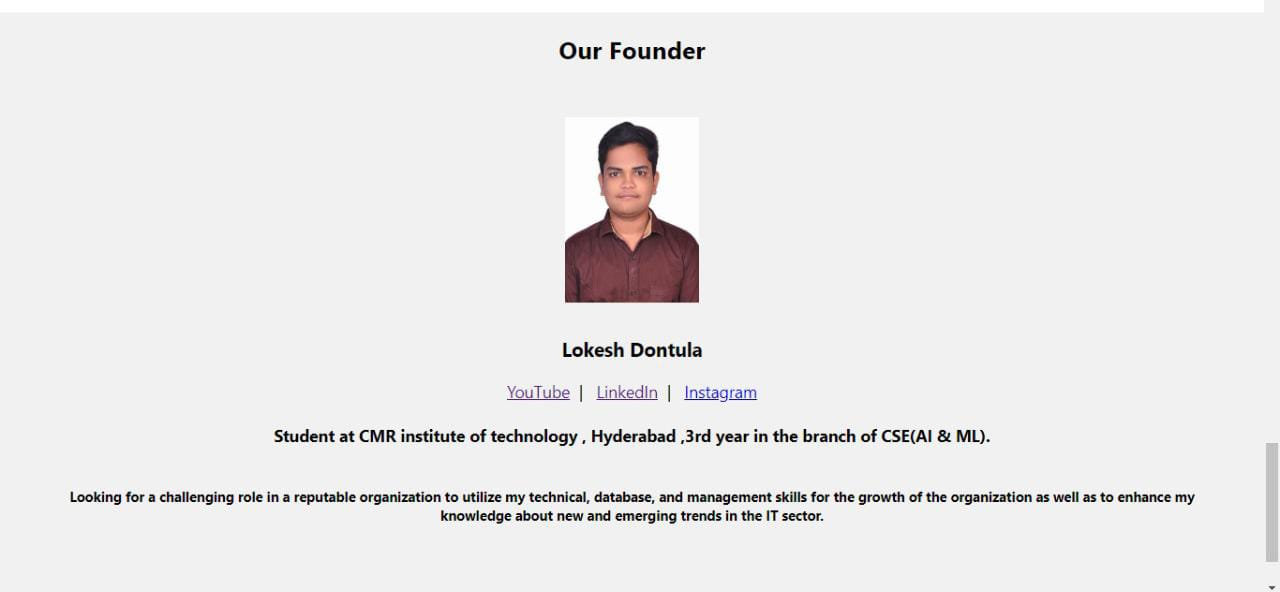 Our Founder
Lokesh Dontula
YouTube | LinkedIn | Instagram
Student at CMR institute of technology , Hyderabad ,3rd year in the branch of CSE(AI & ML).
Looking for a challenging role in a reputable organization to utilize my technical, database, and management skills for the growth of the organization as well as to enhance my
knowledge about new and emerging trends in the IT sector.